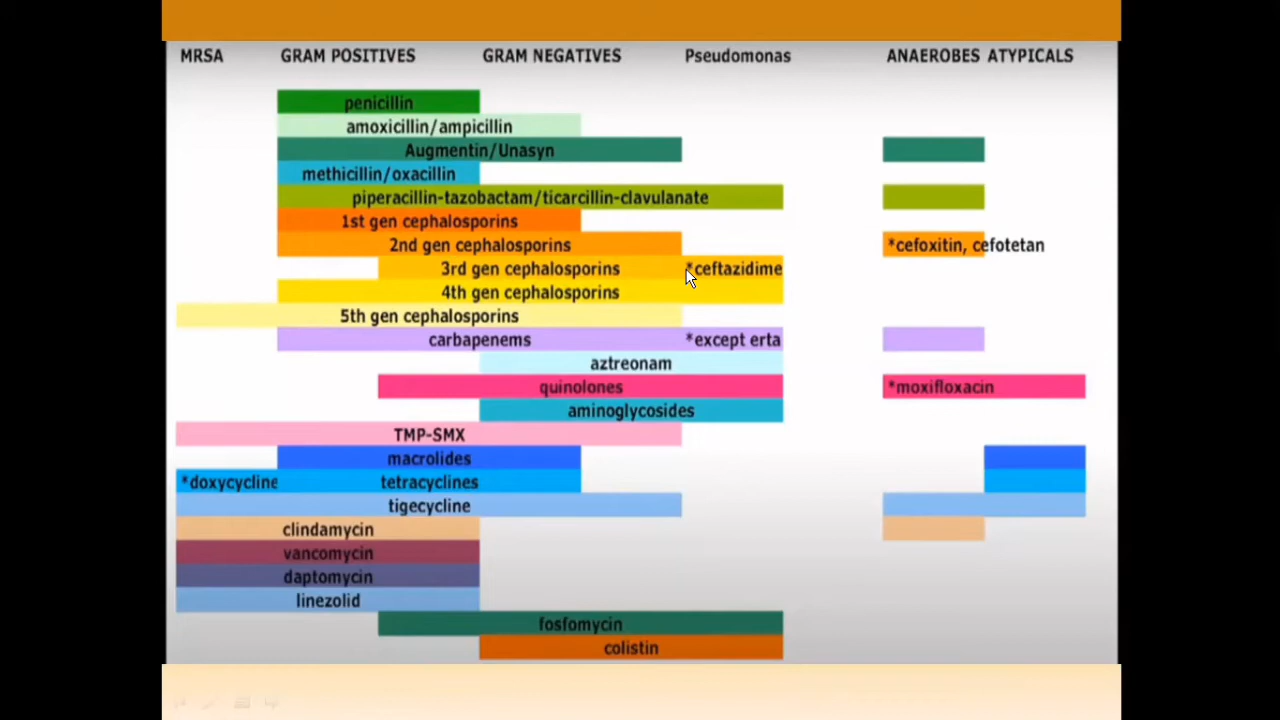 MRSA GRAM POSITIVES GRAM NEGATIVES Pseudomonas ANAEROBES ATYPICALS
penicillin
amoxicillin/ampicillin
Augmentin/Unasyn
methicillin/oxacillin
piperacillin-tazobactam/ticarcillin-clavulanate
1st gen cephalosporins
2nd gen cephalosporins *cefoxitin, cefotetan
3rd gen cephalosporins *ceftazidime
4th gen cephalosporins
5th gen cephalosporins
carbapenems *except erta
aztreonam
quinolones *moxifloxacin
aminoglycosides
TMP-SMX
macrolides
*doxycycline tetracyclines
tigecycline
clindamycin
vancomycin
daptomycin
linezolid
fosfomycin
colistin